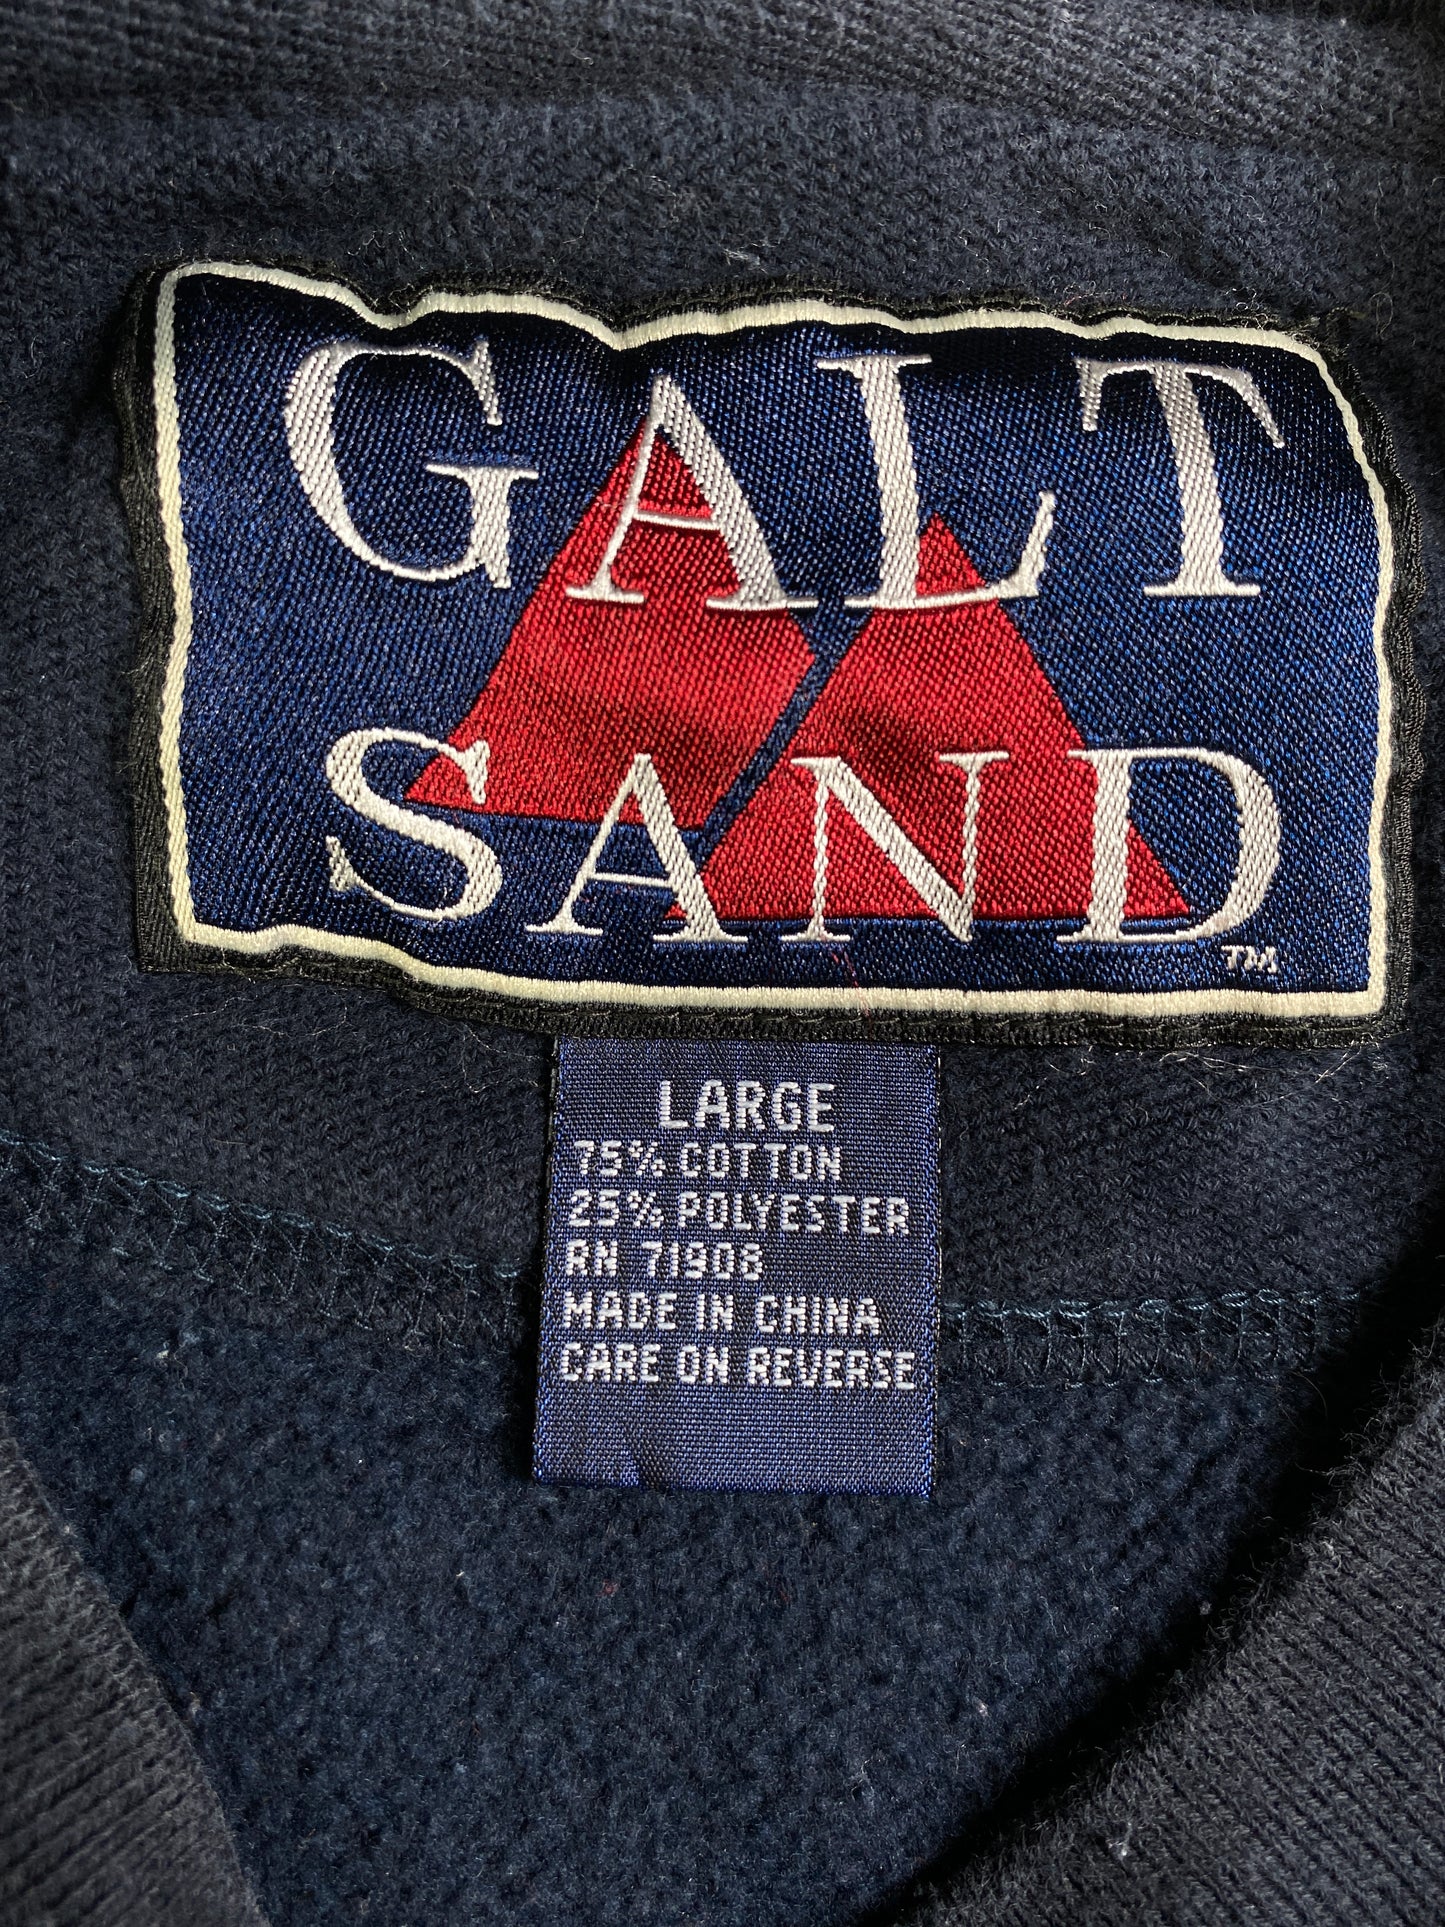 GALT
SAND
TM
LARGE
75% COTTON
25% POLYESTER
RN 71908
MADE IN CHINA
CARE ON REVERSE